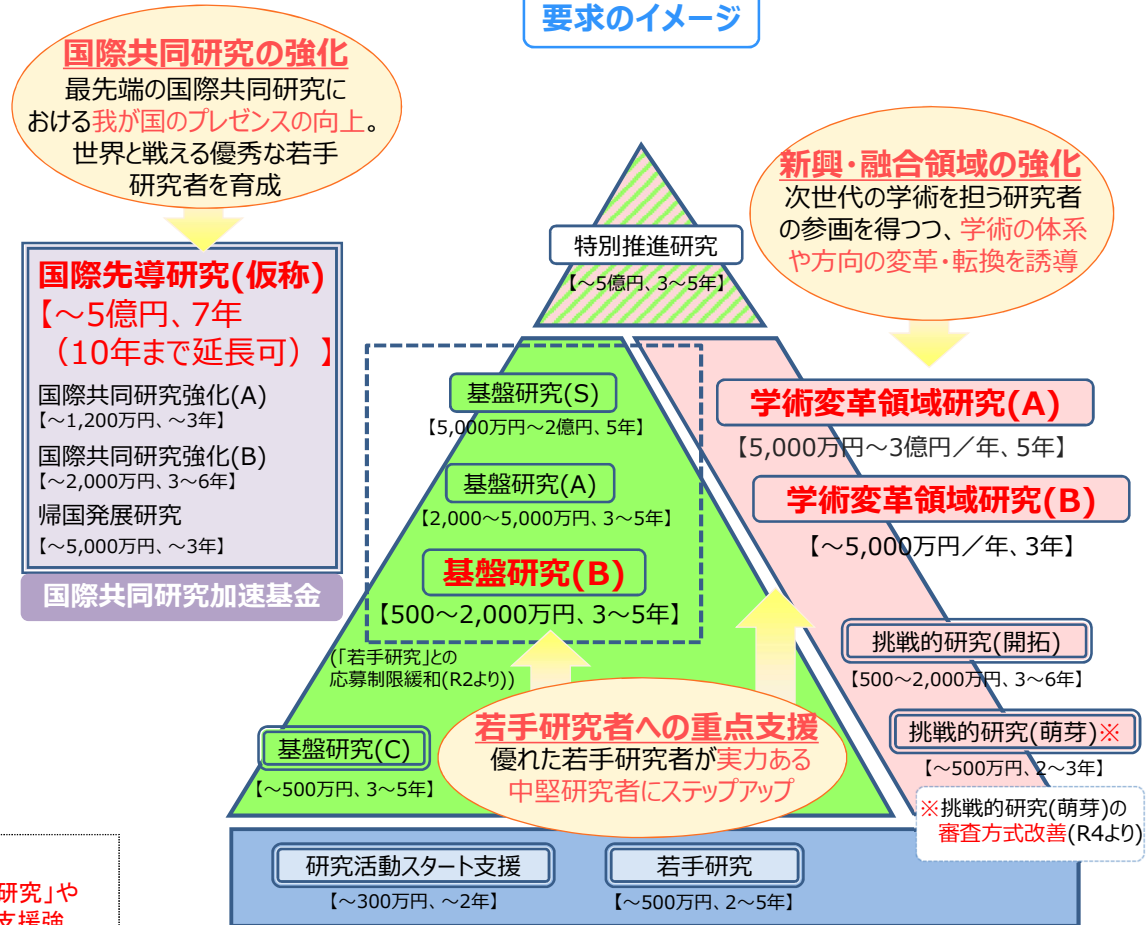 要求のイメージ
国際共同研究の強化
最先端の国際共同研究に
おける我が国のプレゼンスの向上。
世界と戦える優秀な若手
研究者を育成
国際先導研究(仮称)
【～5億円、7年
（10年まで延長可）】
国際共同研究強化(A)
【～1,200万円、～3年】
国際共同研究強化(B)
【～2,000万円、3～6年】
帰国発展研究
【～5,000万円、～3年】
国際共同研究加速基金
新興・融合領域の強化
次世代の学術を担う研究者
の参画を得つつ、学術の体系
や方向の変革・転換を誘導
特別推進研究
【～5億円、3～5年】
基盤研究(S)
【5,000万円～2億円、5年】
基盤研究(A)
【2,000～5,000万円、3～5年】
基盤研究(B)
【500～2,000万円、3～5年】
(「若手研究」との
応募制限緩和(R2より))
基盤研究(C)
【～500万円、3～5年】
学術変革領域研究(A)
【5,000万円～3億円／年、5年】
学術変革領域研究(B)
【～5,000万円／年、3年】
挑戦的研究(開拓)
【500～2,000万円、3～6年】
挑戦的研究(萌芽)※
【～500万円、2～3年】
※挑戦的研究(萌芽)の
審査方式改善(R4より)
若手研究者への重点支援
優れた若手研究者が実力ある
中堅研究者にステップアップ
研究活動スタート支援
【～300万円、～2年】
若手研究
【～500万円、2～5年】
研究」や
支援強